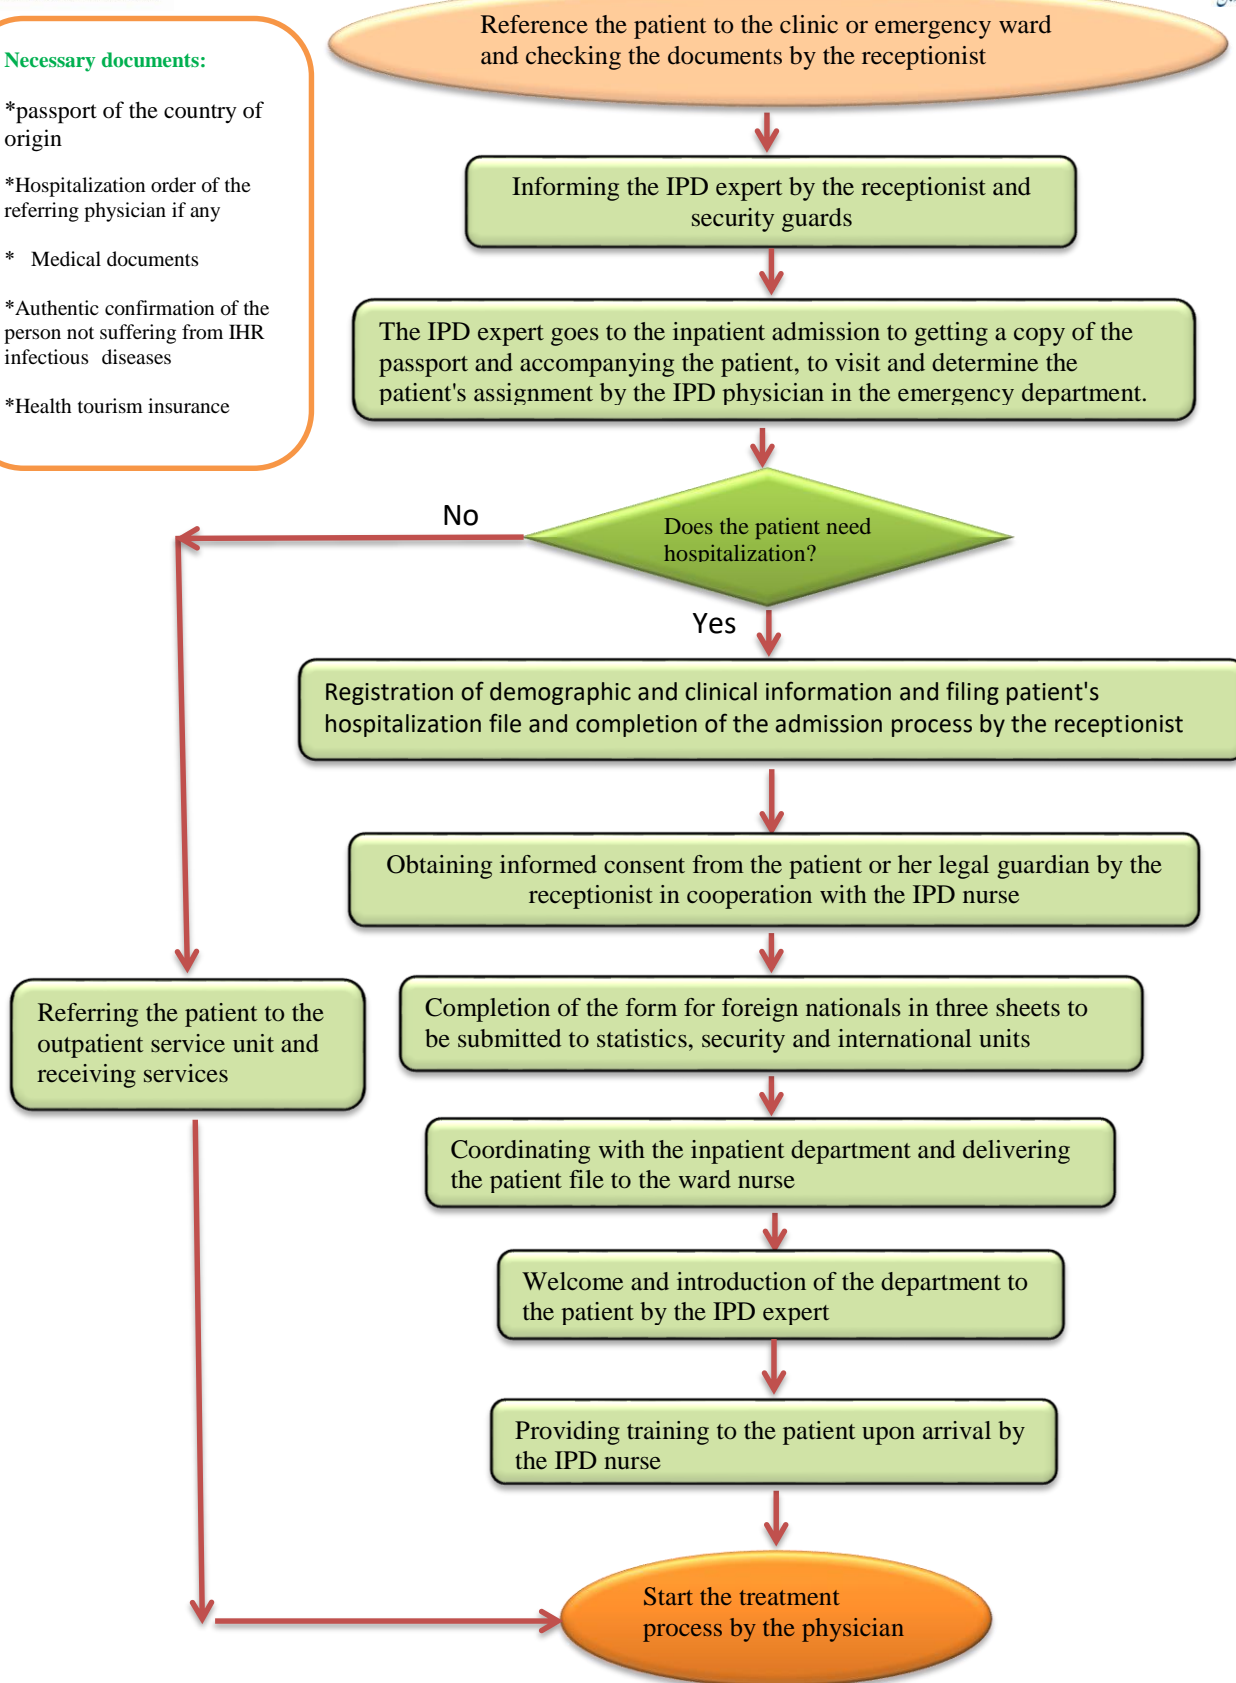 Reference the patient to the clinic or emergency ward
and checking the documents by the receptionist
Necessary documents:
*passport of the country of
origin
*Hospitalization order of the
referring physician if any
* Medical documents
*Authentic confirmation of the
person not suffering from IHR
infectious diseases
*Health tourism insurance
Informing the IPD expert by the receptionist and
security guards
The IPD expert goes to the inpatient admission to getting a copy of the
passport and accompanying the patient, to visit and determine the
patient's assignment by the IPD physician in the emergency department.
Does the patient need
hospitalization?
No
Yes
Registration of demographic and clinical information and filing patient's
hospitalization file and completion of the admission process by the receptionist
Obtaining informed consent from the patient or her legal guardian by the
receptionist in cooperation with the IPD nurse
Referring the patient to the
outpatient service unit and
receiving services
Completion of the form for foreign nationals in three sheets to
be submitted to statistics, security and international units
Coordinating with the inpatient department and delivering
the patient file to the ward nurse
Welcome and introduction of the department to
the patient by the IPD expert
Providing training to the patient upon arrival by
the IPD nurse
Start the treatment
process by the physician